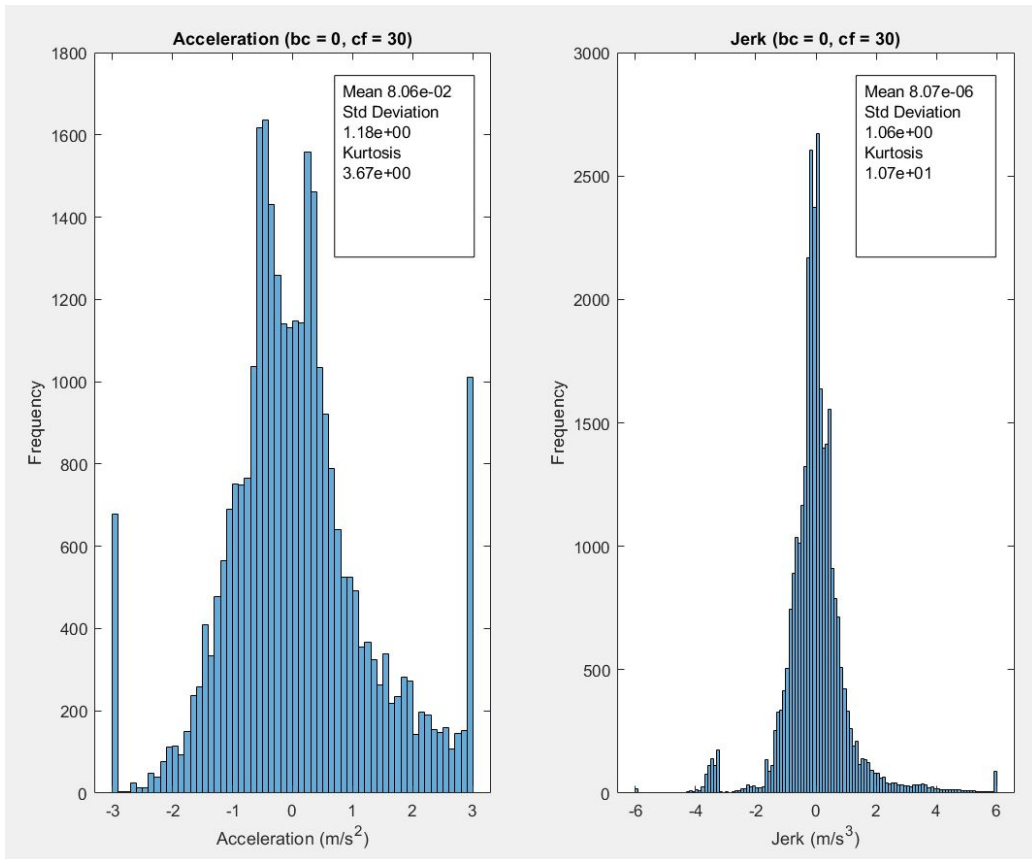 Acceleration (bc = 0, cf = 30)
1800
1600
1400
1200
1000
800
600
400
200
0
Frequency
-3 -2 -1 0 1 2 3
Acceleration (m/s²)
Mean 8.06e-02
Std Deviation
1.18e+00
Kurtosis
3.67e+00
Jerk (bc = 0, cf = 30)
3000
2500
2000
1500
1000
500
0
Frequency
-6 -4 -2 0 2 4 6
Jerk (m/s³)
Mean 8.07e-06
Std Deviation
1.06e+00
Kurtosis
1.07e+01